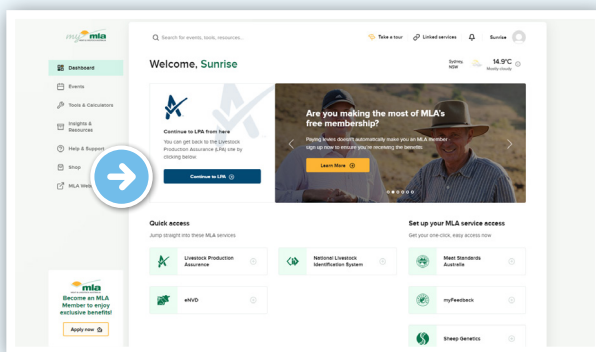 my mla
Search for events, tools, resources...
Take a tour
Linked services
Sunrise
Dashboard
Events
Tools & Calculators
Insights &
Resources
Help & Support
Shop
MLA
Welcome, Sunrise
Sydney
NSW
14.9°C
Mostly cloudy
Continue to LPA from here
You can get back to the Livestock
Production Assurance (LPA) site by
clicking below.
Continue to LPA
Are you making the most of MLA's
free membership?
Paying levies doesn't automatically make you an MLA member
sign up now to ensure you're receiving the benefits.
Learn More
Quick access
Jump straight into these MLA services
Livestock Production
Assurance
National Livestock
Identification System
eNVD
Set up your MLA service access
Get your one-click, easy access now
Meat Standards
Australia
myFeedback
Sheep Genetics
mla
Become an MLA
Member to enjoy
exclusive benefits!
Apply now